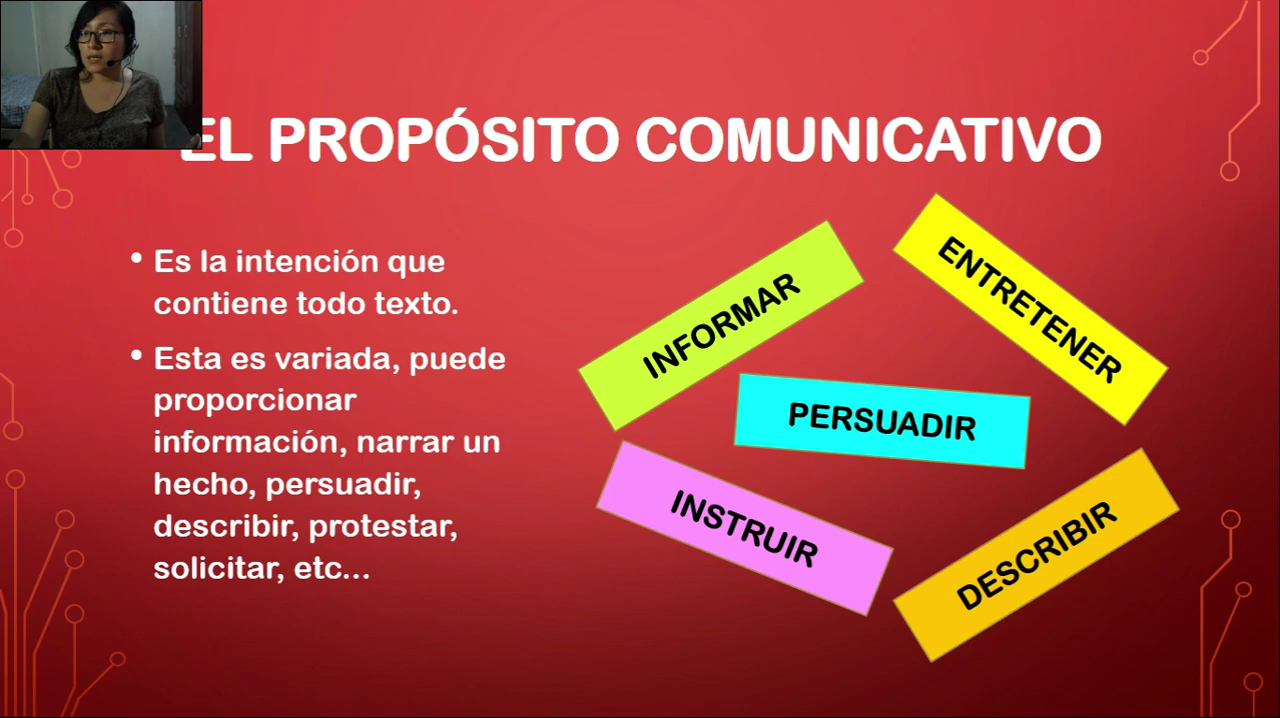 EL PROPÓSITO COMUNICATIVO
• Es la intención que
contiene todo texto.
• Esta es variada, puede
proporcionar
información, narrar un
hecho, persuadir,
describir, protestar,
solicitar, etc...
INFORMAR
ENTRETENER
PERSUADIR
INSTRUIR
DESCRIBIR